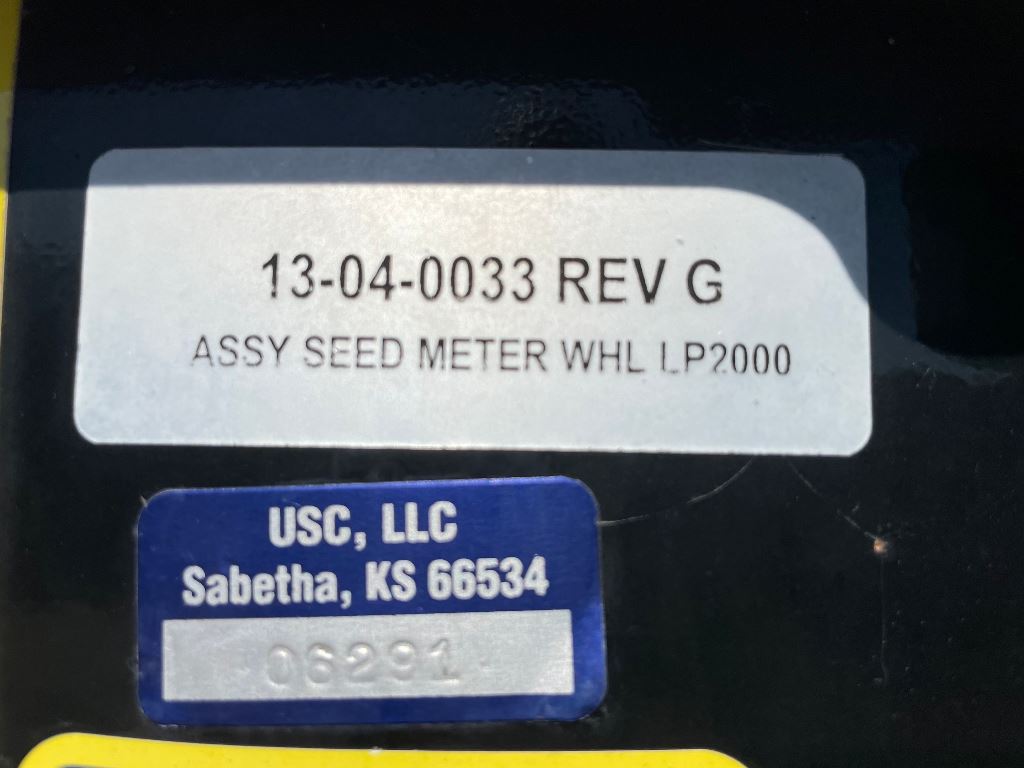 13-04-0033 REV G
ASSY SEED METER WHL LP2000
USC, LLC
Sabetha, KS 66534
06291